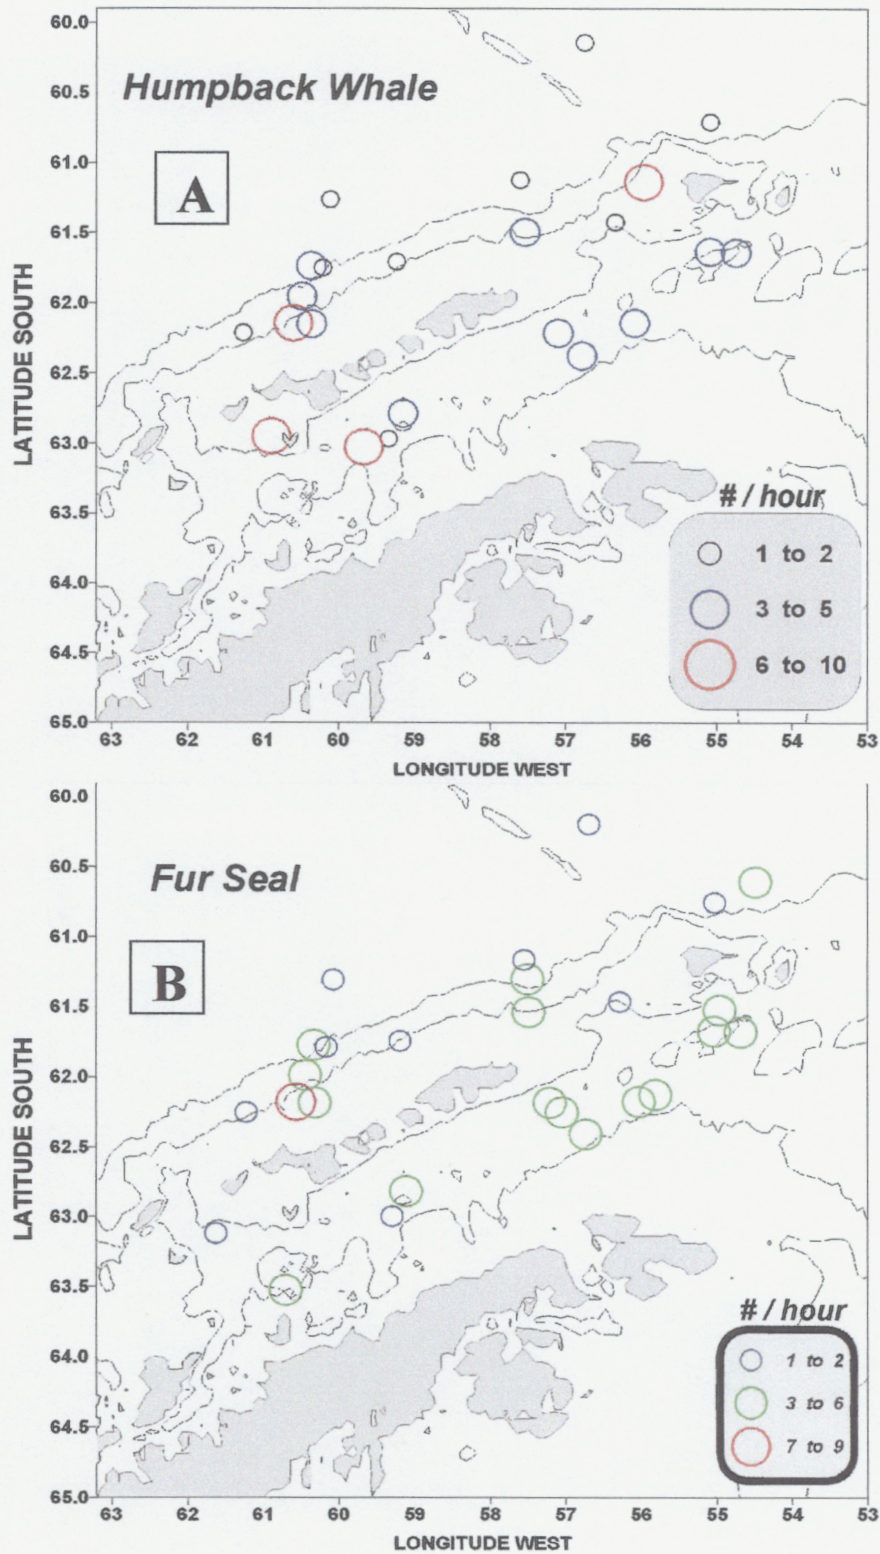 Humpback Whale
A
LATITUDE SOUTH
60.0
60.5
61.0
61.5
62.0
62.5
63.0
63.5
64.0
64.5
65.0
# / hour
1 to 2
3 to 5
6 to 10
63 62 61 60 59 58 57 56 55 54 53
LONGITUDE WEST
Fur Seal
B
LATITUDE SOUTH
60.0
60.5
61.0
61.5
62.0
62.5
63.0
63.5
64.0
64.5
65.0
# / hour
1 to 2
3 to 6
7 to 9
63 62 61 60 59 58 57 56 55 54 53
LONGITUDE WEST